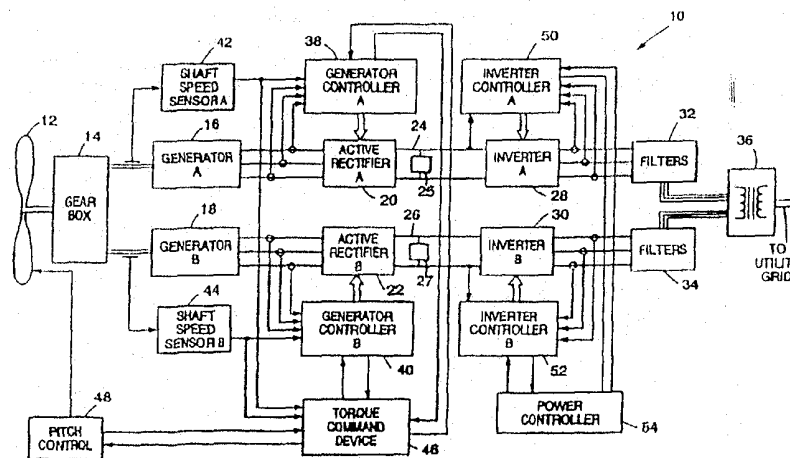 10
42
SHAFT
SPEED
SENSOR A
38
GENERATOR
CONTROLLER
A
50
INVERTER
CONTROLLER
A
12
14
GEAR
BOX
16
GENERATOR
A
24
ACTIVE
RECTIFIER
A
20
25
INVERTER
A
28
32
FILTERS
36
TO
UTILITY
GRID
18
GENERATOR
B
26
ACTIVE
RECTIFIER
B
22
27
30
INVERTER
B
FILTERS
34
44
SHAFT
SPEED
SENSOR B
GENERATOR
CONTROLLER
B
40
INVERTER
CONTROLLER
B
52
48
PITCH
CONTROL
TORQUE
COMMAND
DEVICE
46
POWER
CONTROLLER
54